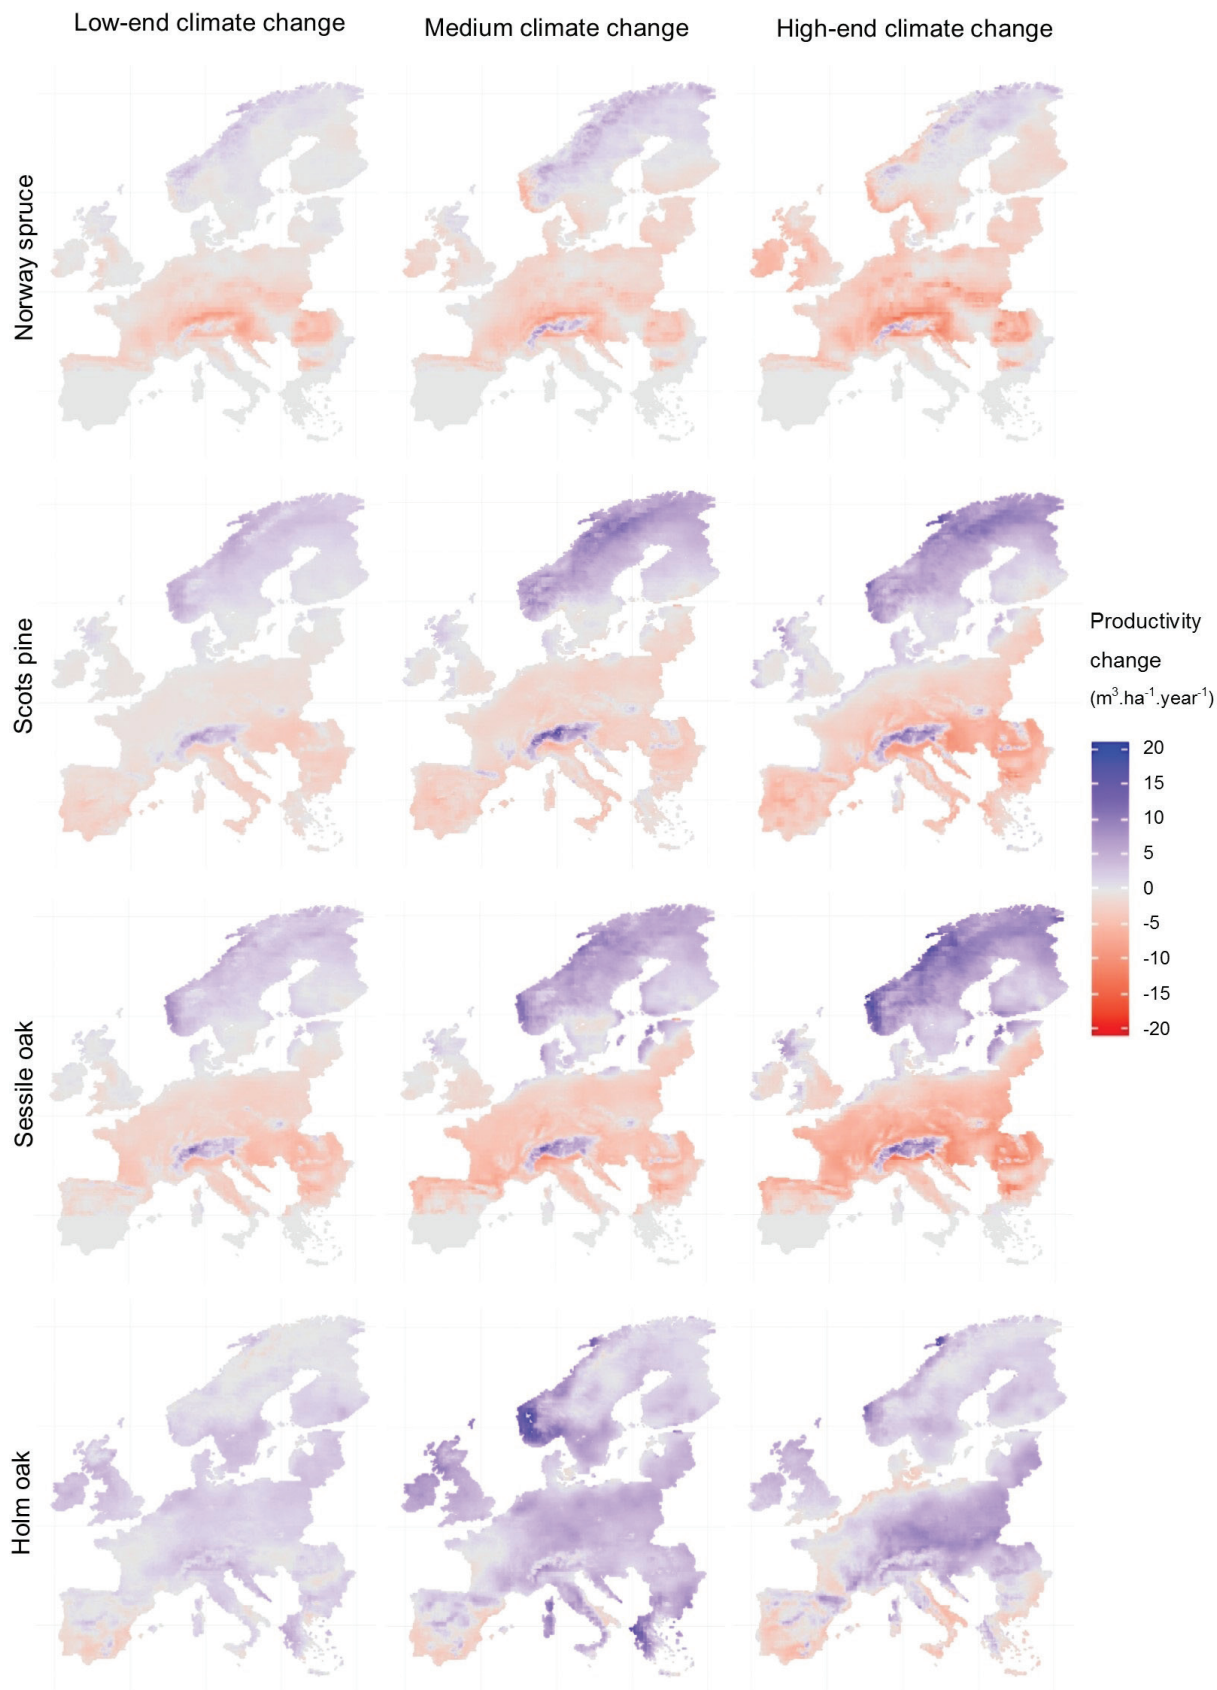 Low-end climate change
Medium climate change
High-end climate change
Norway spruce
Scots pine
Sessile oak
Holm oak
Productivity
change
(m³.ha⁻¹.year⁻¹)
20
15
10
5
0
-5
-10
-15
-20